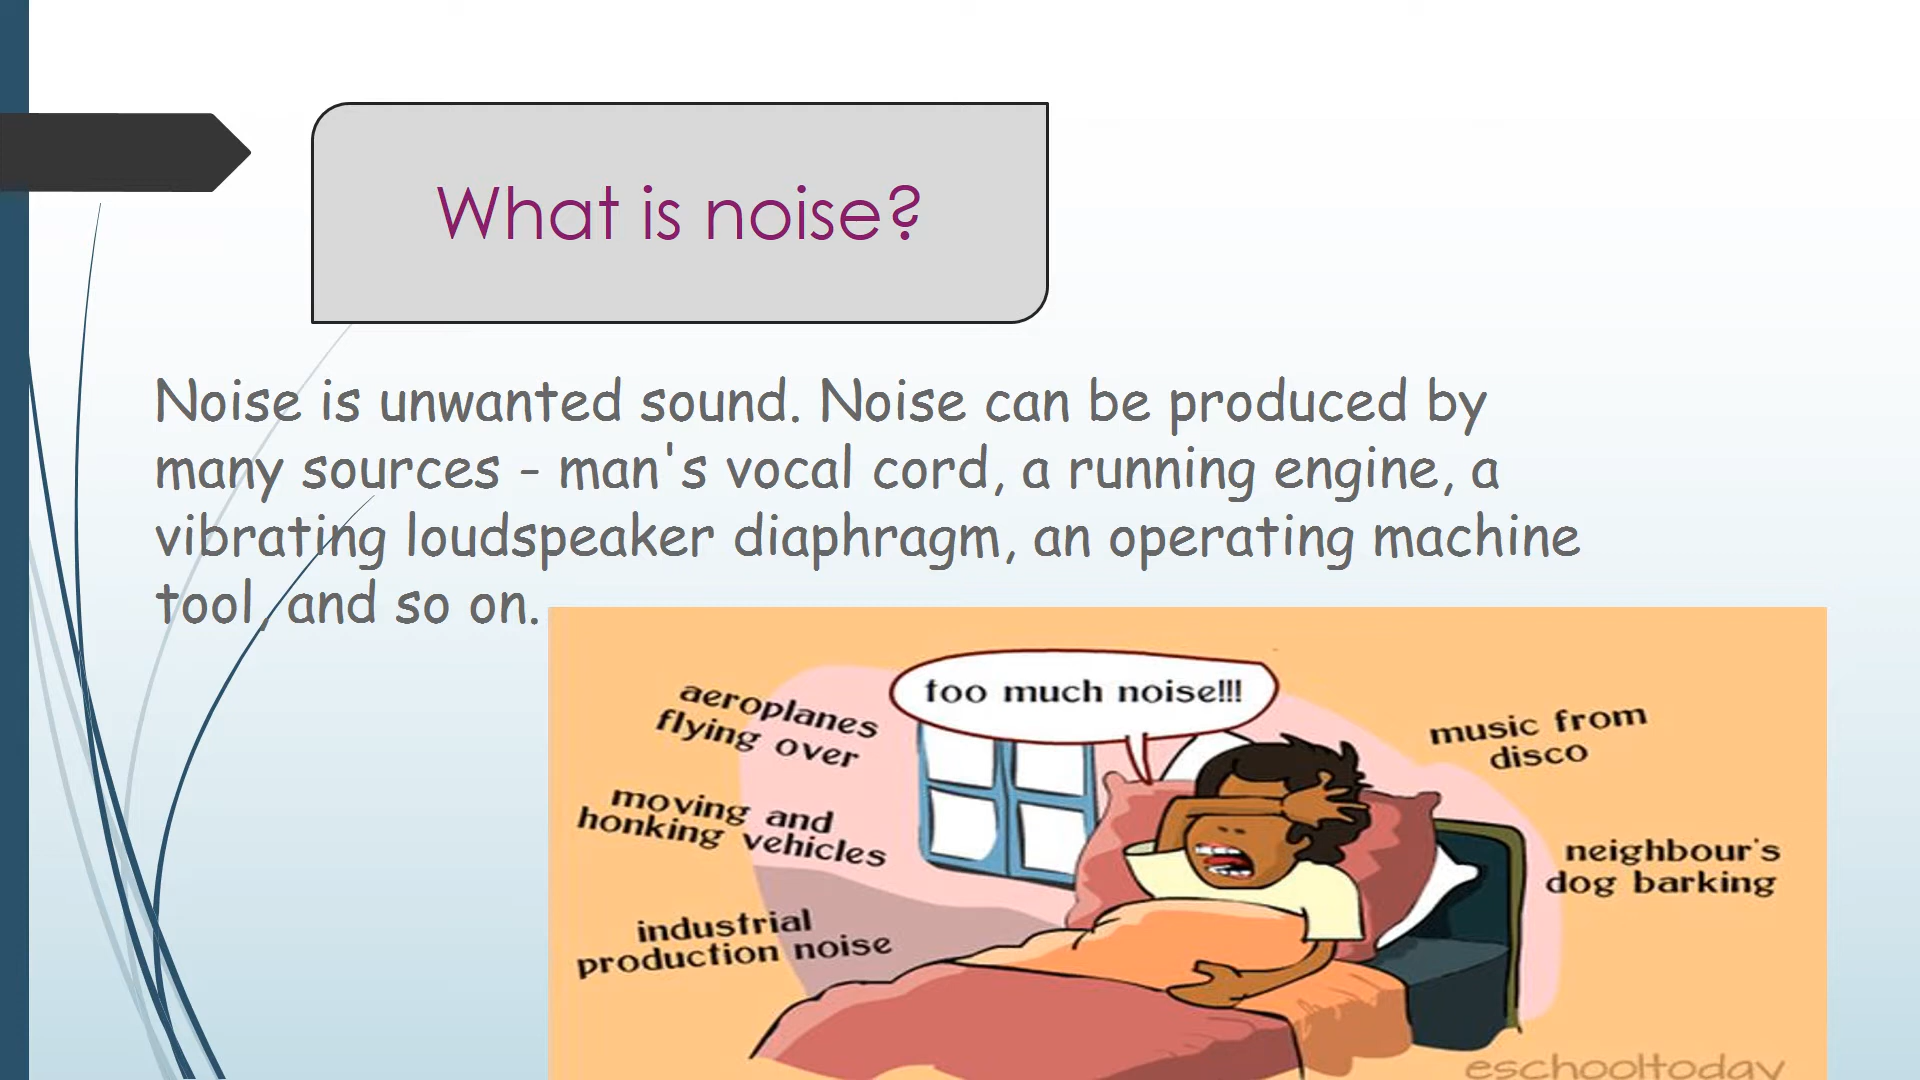 What is noise?
Noise is unwanted sound. Noise can be produced by
many sources - man's vocal cord, a running engine, a
vibrating loudspeaker diaphragm, an operating machine
tool, and so on.
too much noise!!!
aeroplanes
flying over
moving and
honking vehicles
industrial
production noise
music from
disco
neighbour's
dog barking
eschooltoday